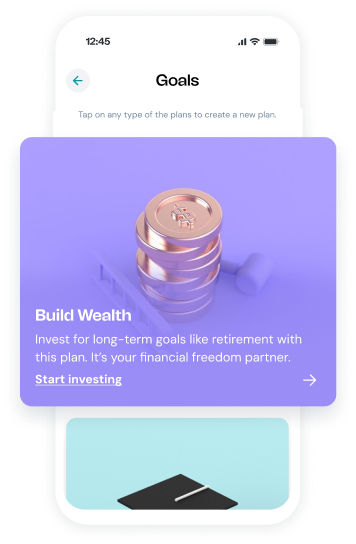 12:45
Goals
Tap on any type of the plans to create a new plan.
Build Wealth
Invest for long-term goals like retirement with
this plan. It's your financial freedom partner.
Start investing